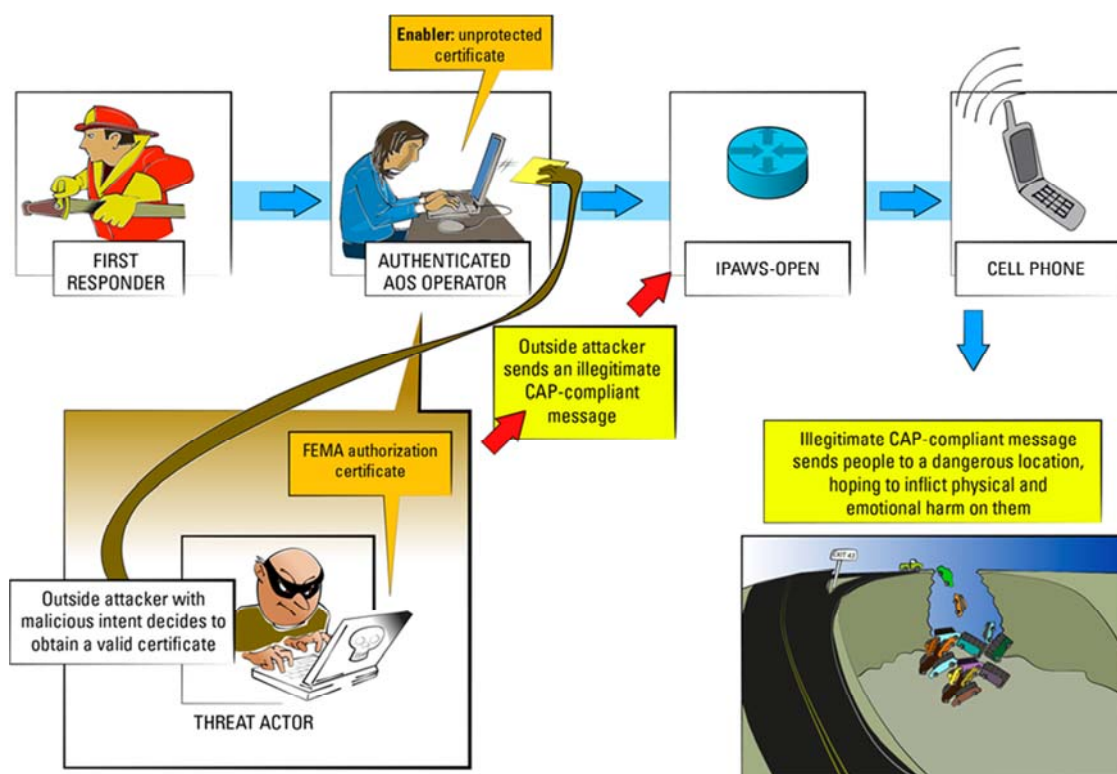 Enabler: unprotected
certificate
FIRST
RESPONDER
AUTHENTICATED
AOS OPERATOR
IPAWS-OPEN
CELL PHONE
Outside attacker
sends an illegitimate
CAP-compliant
message
FEMA authorization
certificate
Outside attacker with
malicious intent decides to
obtain a valid certificate
THREAT ACTOR
Illegitimate CAP-compliant message
sends people to a dangerous location,
hoping to inflict physical and
emotional harm on them
EXIT 43